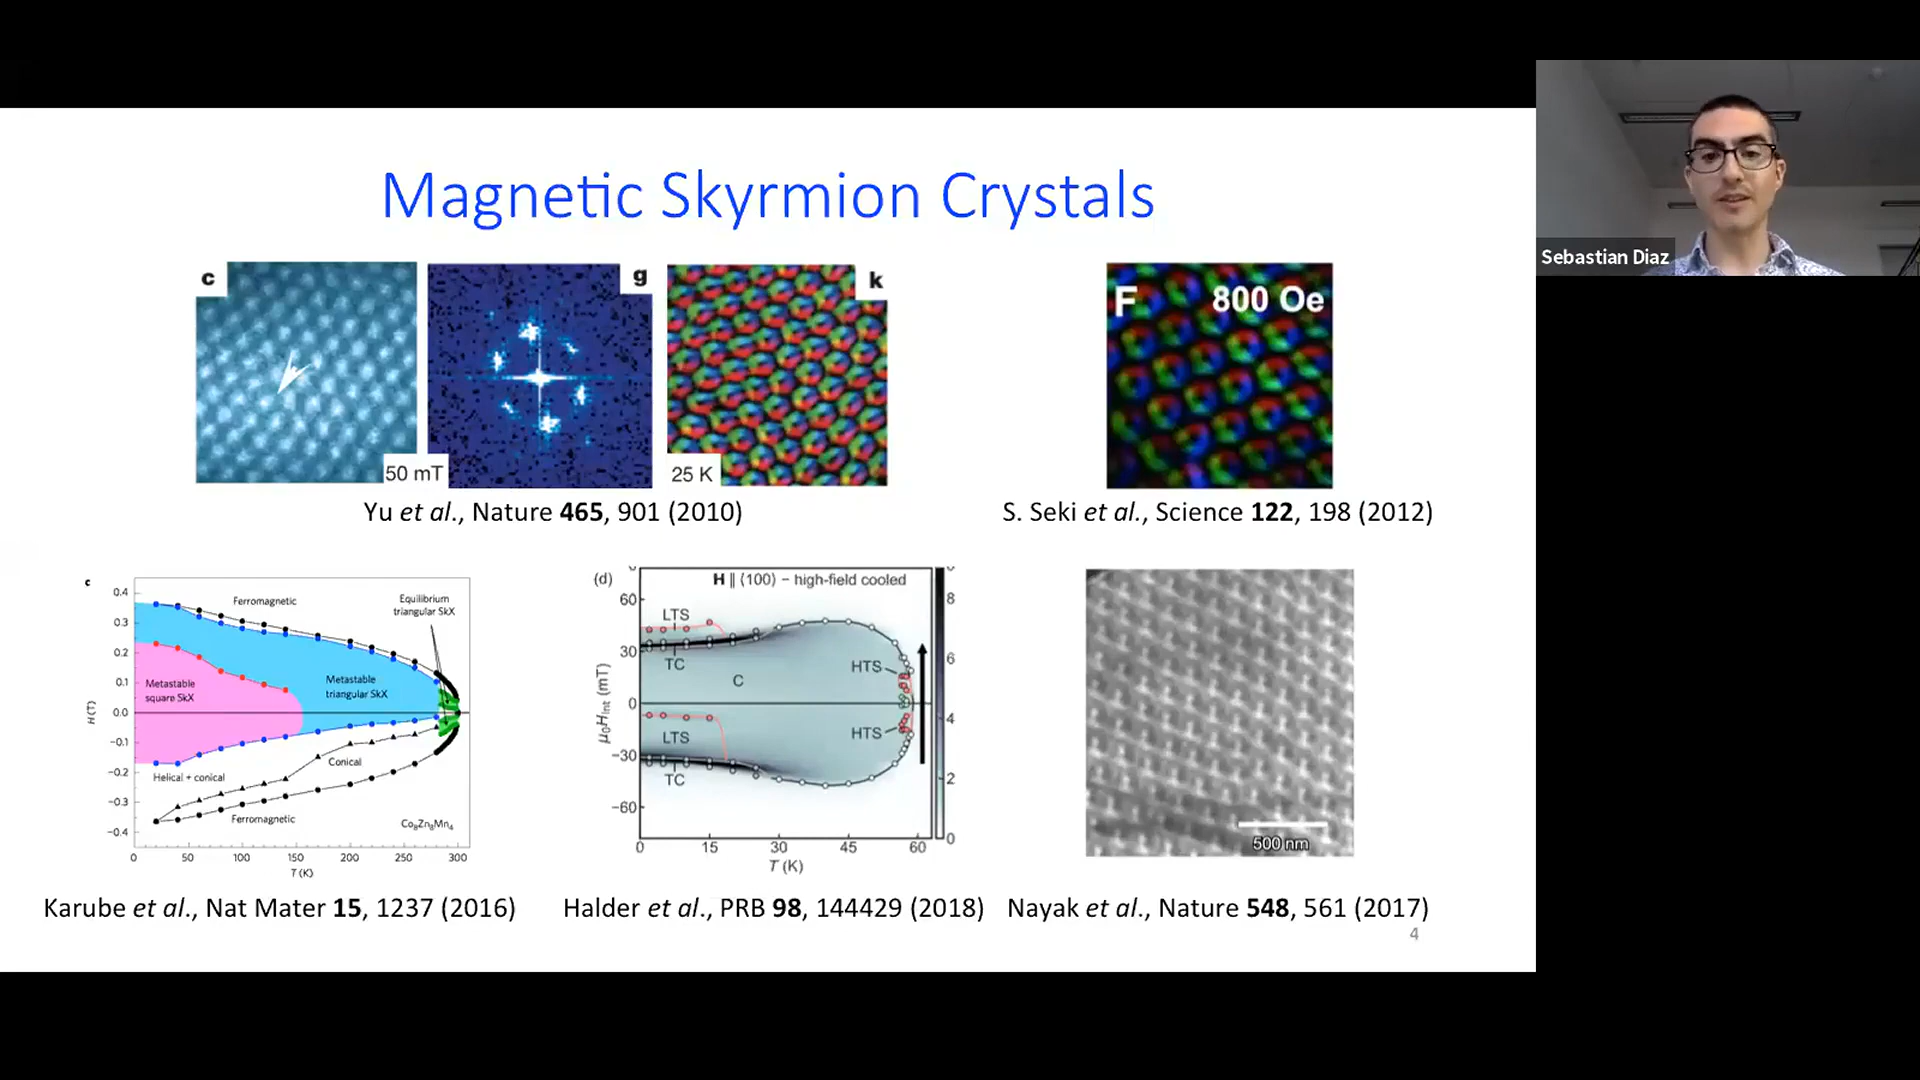 Magnetic Skyrmion Crystals
c
g
k
50 mT
25 K
F 800 Oe
Yu et al., Nature 465, 901 (2010)
S. Seki et al., Science 122, 198 (2012)
c
0.4
0.3
0.2
0.1
0.0
−0.1
−0.2
−0.3
−0.4
H (T)
Ferromagnetic
Equilibrium
triangular SkX
Metastable
square SkX
Metastable
triangular SkX
Conical
Helical + conical
Ferromagnetic
Co8Zn8Mn4
0 50 100 150 200 250 300
T (K)
(d)
H || ⟨100⟩ – high-field cooled
60
30
0
−30
−60
μ0Hint (mT)
LTS
TC
C
HTS
LTS
HTS
TC
8
6
4
2
0
0 15 30 45 60
T (K)
500 nm
Karube et al., Nat Mater 15, 1237 (2016)
Halder et al., PRB 98, 144429 (2018)
Nayak et al., Nature 548, 561 (2017)
4
Sebastian Diaz